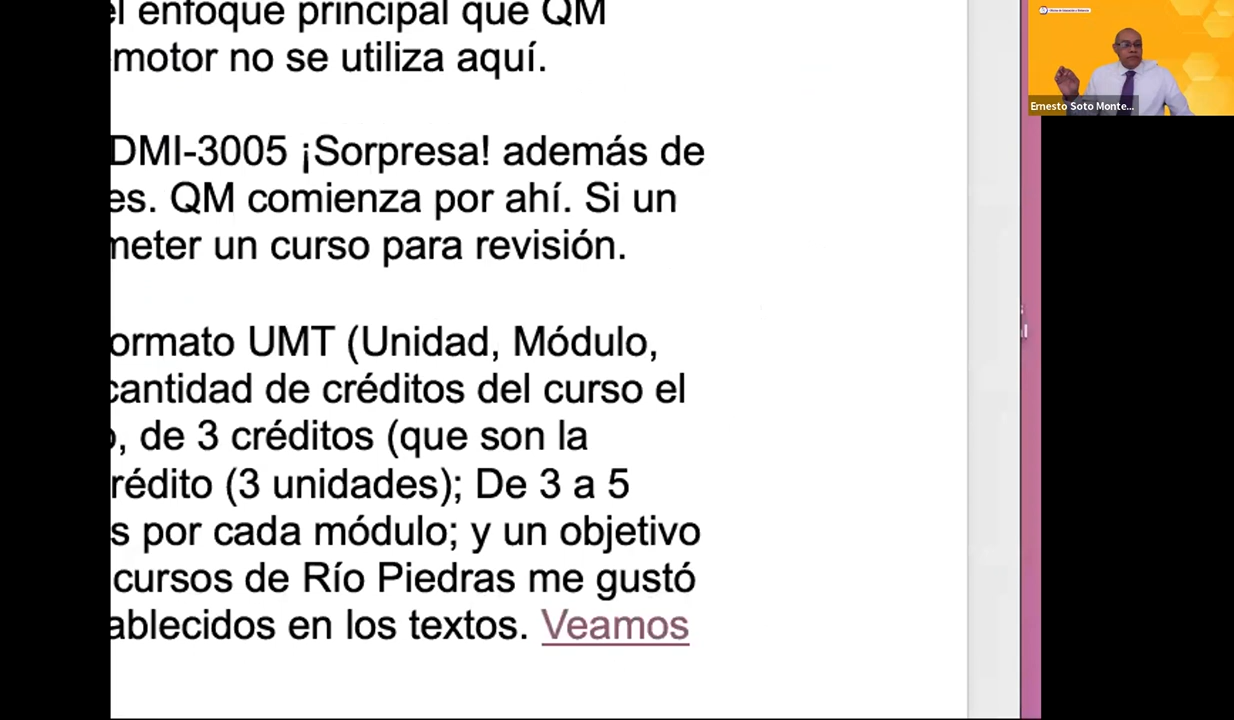 el enfoque principal que QM
motor no se utiliza aquí.
DMI-3005 ¡Sorpresa! además de
es. QM comienza por ahí. Si un
meter un curso para revisión.
ormato UMT (Unidad, Módulo,
cantidad de créditos del curso el
o, de 3 créditos (que son la
rédito (3 unidades); De 3 a 5
s por cada módulo; y un objetivo
cursos de Río Piedras me gustó
ablecidos en los textos. Veamos
Ernesto Soto Monte...